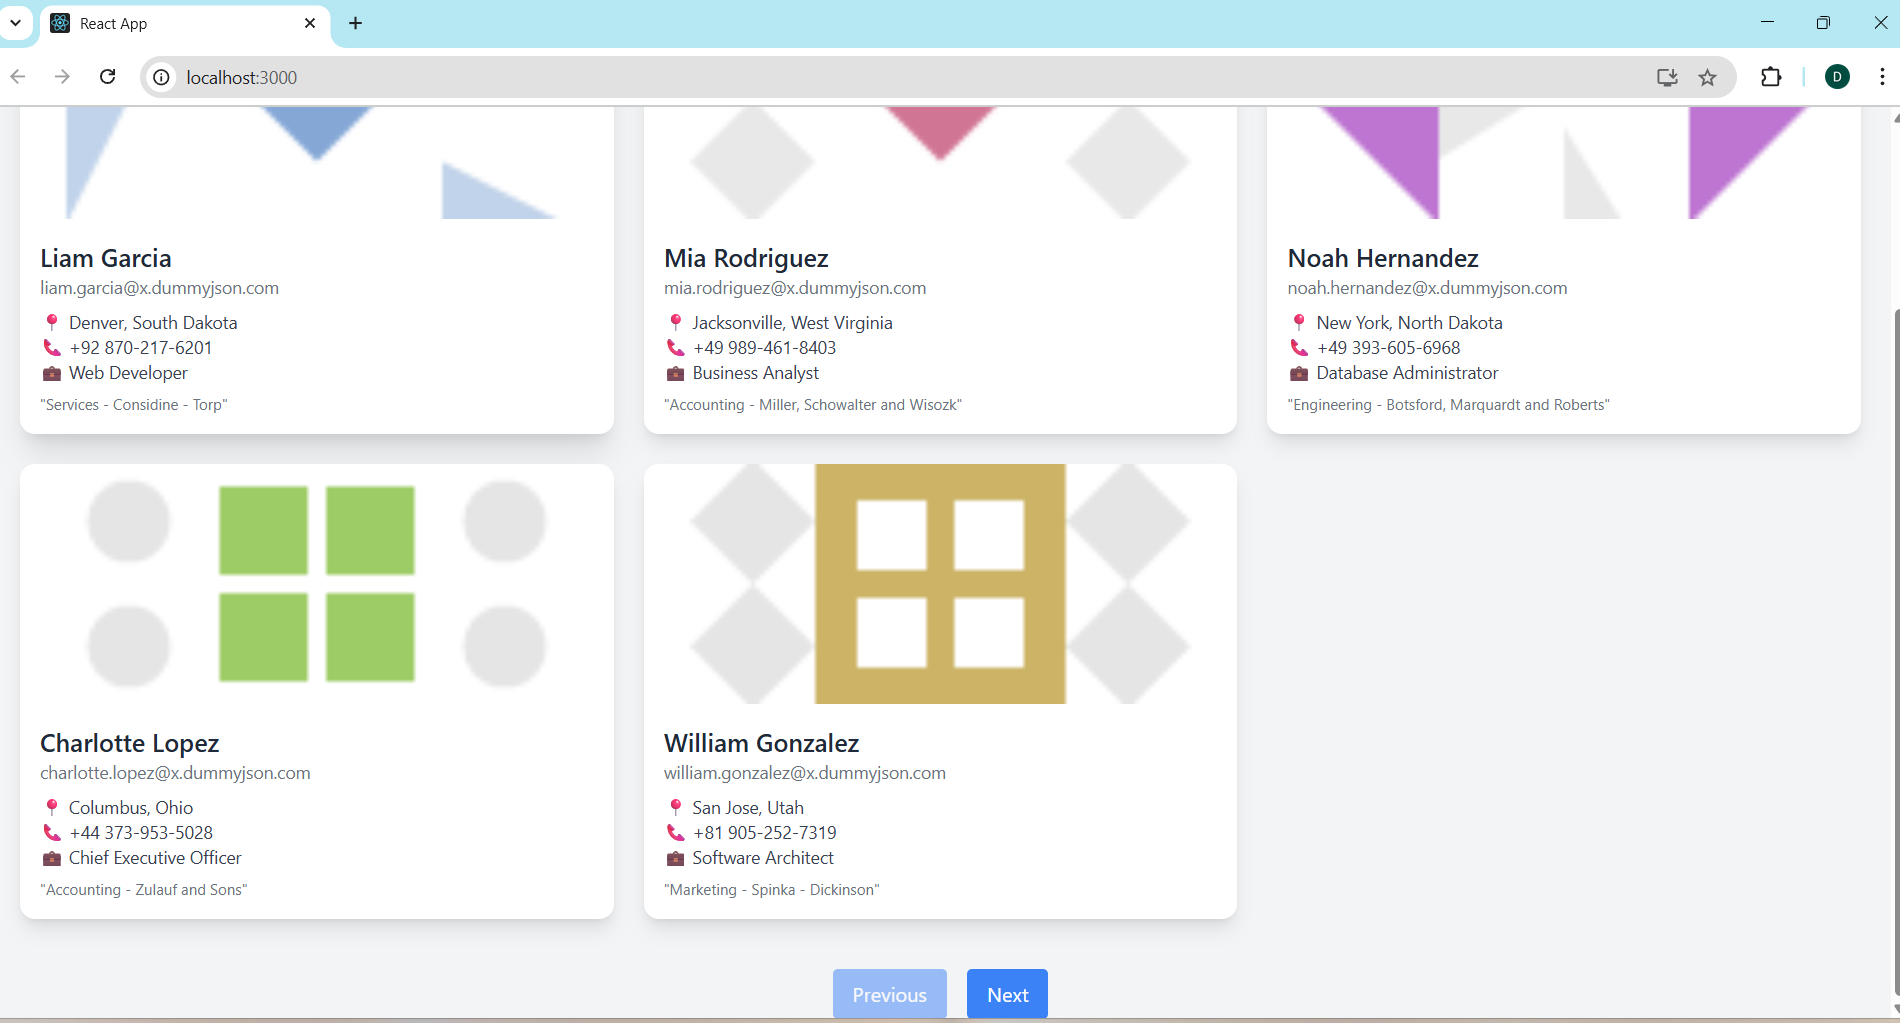 React App
localhost:3000
D
Liam Garcia
liam.garcia@x.dummyjson.com
Denver, South Dakota
+92 870-217-6201
Web Developer
"Services - Considine - Torp"
Mia Rodriguez
mia.rodriguez@x.dummyjson.com
Jacksonville, West Virginia
+49 989-461-8403
Business Analyst
"Accounting - Miller, Schowalter and Wisozk"
Noah Hernandez
noah.hernandez@x.dummyjson.com
New York, North Dakota
+49 393-605-6968
Database Administrator
"Engineering - Botsford, Marquardt and Roberts"
Charlotte Lopez
charlotte.lopez@x.dummyjson.com
Columbus, Ohio
+44 373-953-5028
Chief Executive Officer
"Accounting - Zulauf and Sons"
William Gonzalez
william.gonzalez@x.dummyjson.com
San Jose, Utah
+81 905-252-7319
Software Architect
"Marketing - Spinka - Dickinson"
Previous
Next